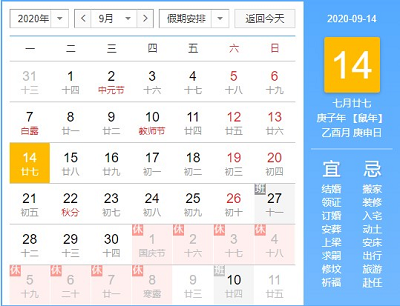 2020年 < 9月 > 假期安排 返回今天
一 二 三 四 五 六 日
31 1 2 3 4 5 6
十三 十四 中元节 十六 十七 十八 十九
7 8 9 10 11 12 13
白露 廿一 廿二 教师节 廿四 廿五 廿六
14 15 16 17 18 19 20
廿七 廿八 廿九 初一 初二 初三 初四
班
21 22 23 24 25 26 27
初五 秋分 初七 初八 初九 初十 十一
休 休 休 休
28 29 30 1 2 3 4
十二 十三 十四 国庆节 十六 十七 十八
休 休 休 休 班
5 6 7 8 9 10 11
十九 二十 廿一 寒露 廿三 廿四 廿五
2020-09-14
14
七月廿七
庚子年 【鼠年】
乙酉月 庚申日
宜 忌
结婚 搬家
领证 装修
订婚 入宅
安葬 动土
上梁 安床
求嗣 出行
修坟 旅游
祈福 赴任